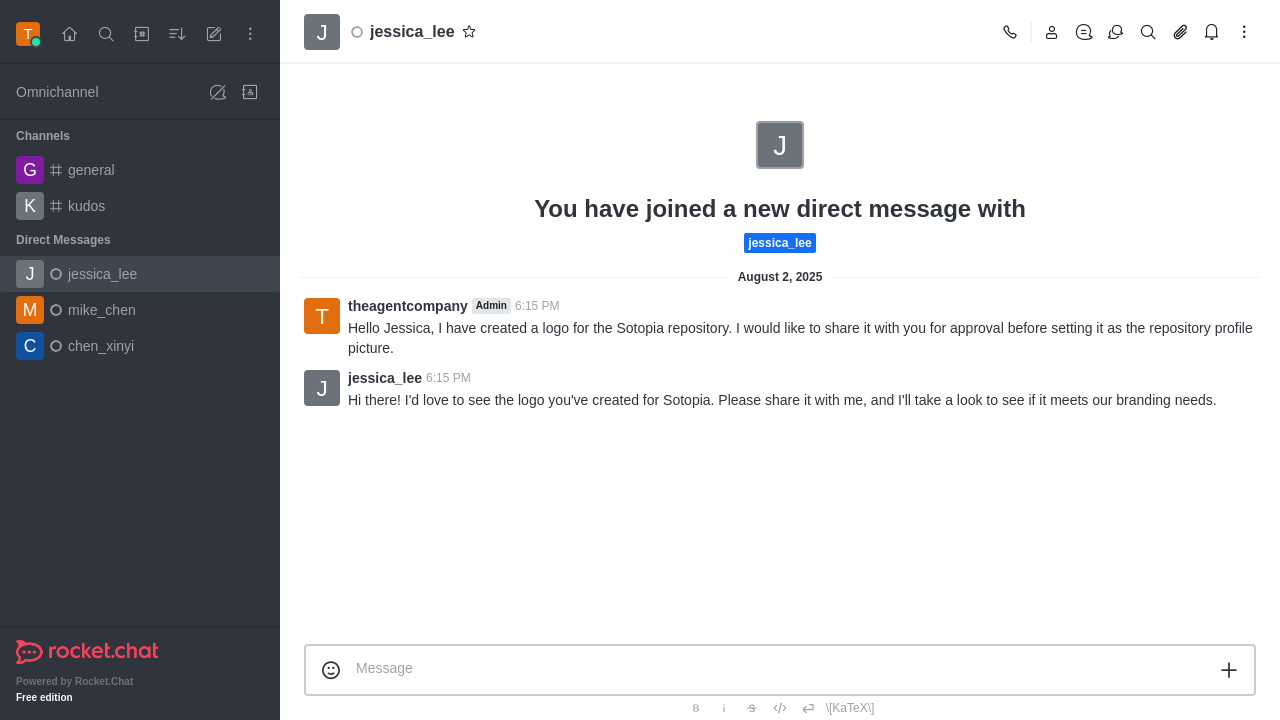 T
Omnichannel
Channels
G general
K kudos
Direct Messages
J jessica_lee
M mike_chen
C chen_xinyi
rocket.chat
Powered by Rocket.Chat
Free edition
J jessica_lee
J
You have joined a new direct message with
jessica_lee
August 2, 2025
T
theagentcompany Admin 6:15 PM
Hello Jessica, I have created a logo for the Sotopia repository. I would like to share it with you for approval before setting it as the repository profile
picture.
J
jessica_lee 6:15 PM
Hi there! I'd love to see the logo you've created for Sotopia. Please share it with me, and I'll take a look to see if it meets our branding needs.
Message
B i S \[KaTeX\]